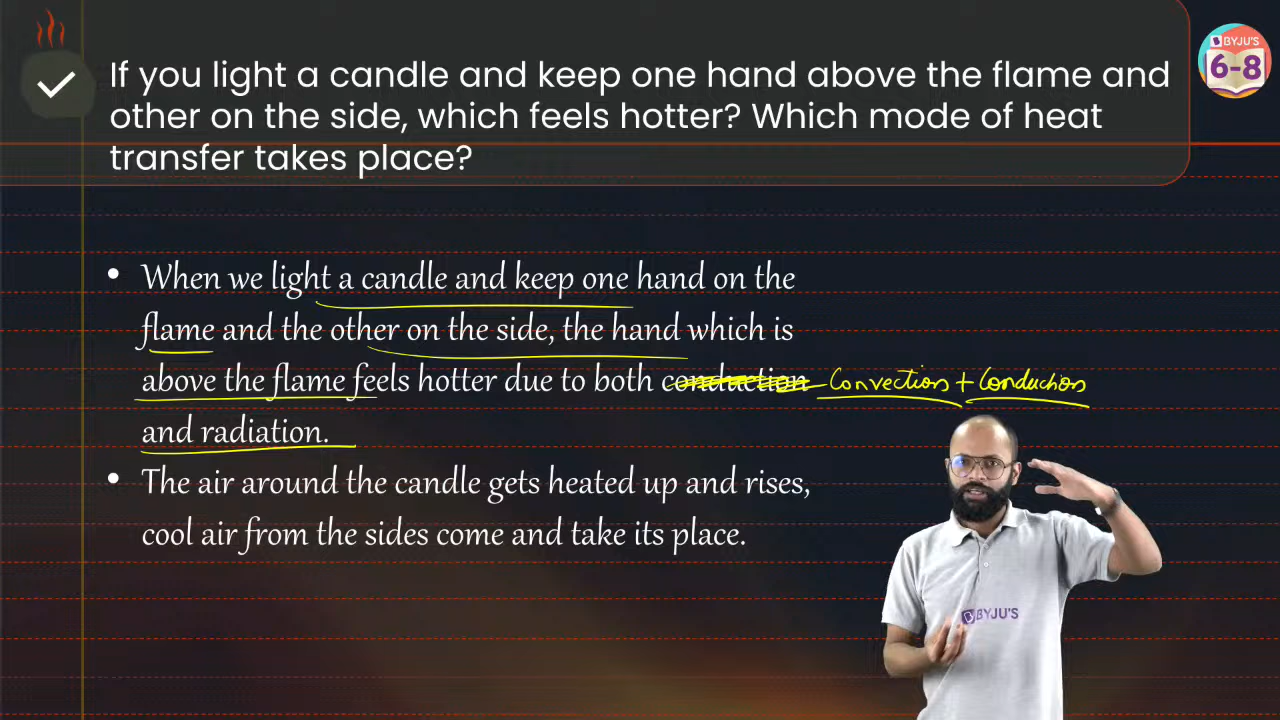 If you light a candle and keep one hand above the flame and
BYJU'S
6-8
other on the side, which feels hotter? Which mode of heat
transfer takes place?
• When we light a candle and keep one hand on the
flame and the other on the side, the hand which is
above the flame feels hotter due to both conduction Convection + Conduction
and radiation.
• The air around the candle gets heated up and rises,
cool air from the sides come and take its place.
BYJU'S